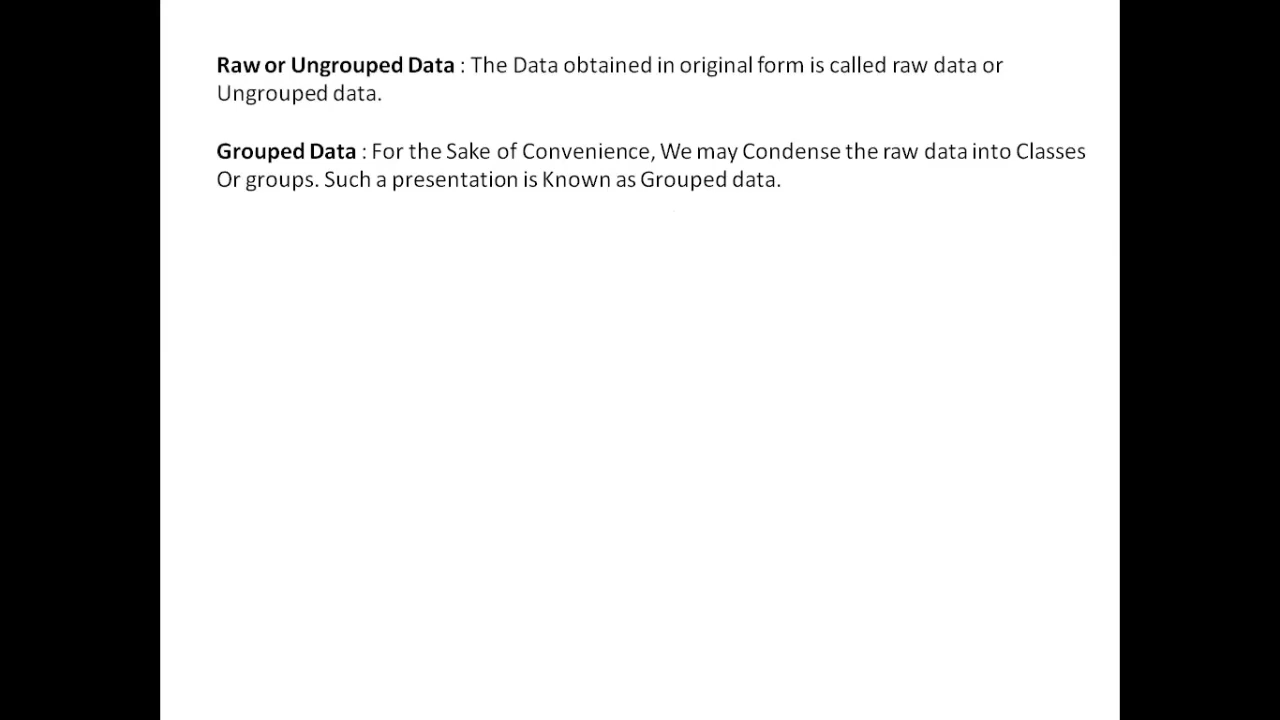 Raw or Ungrouped Data : The Data obtained in original form is called raw data or
Ungrouped data.
Grouped Data : For the Sake of Convenience, We may Condense the raw data into Classes
Or groups. Such a presentation is Known as Grouped data.